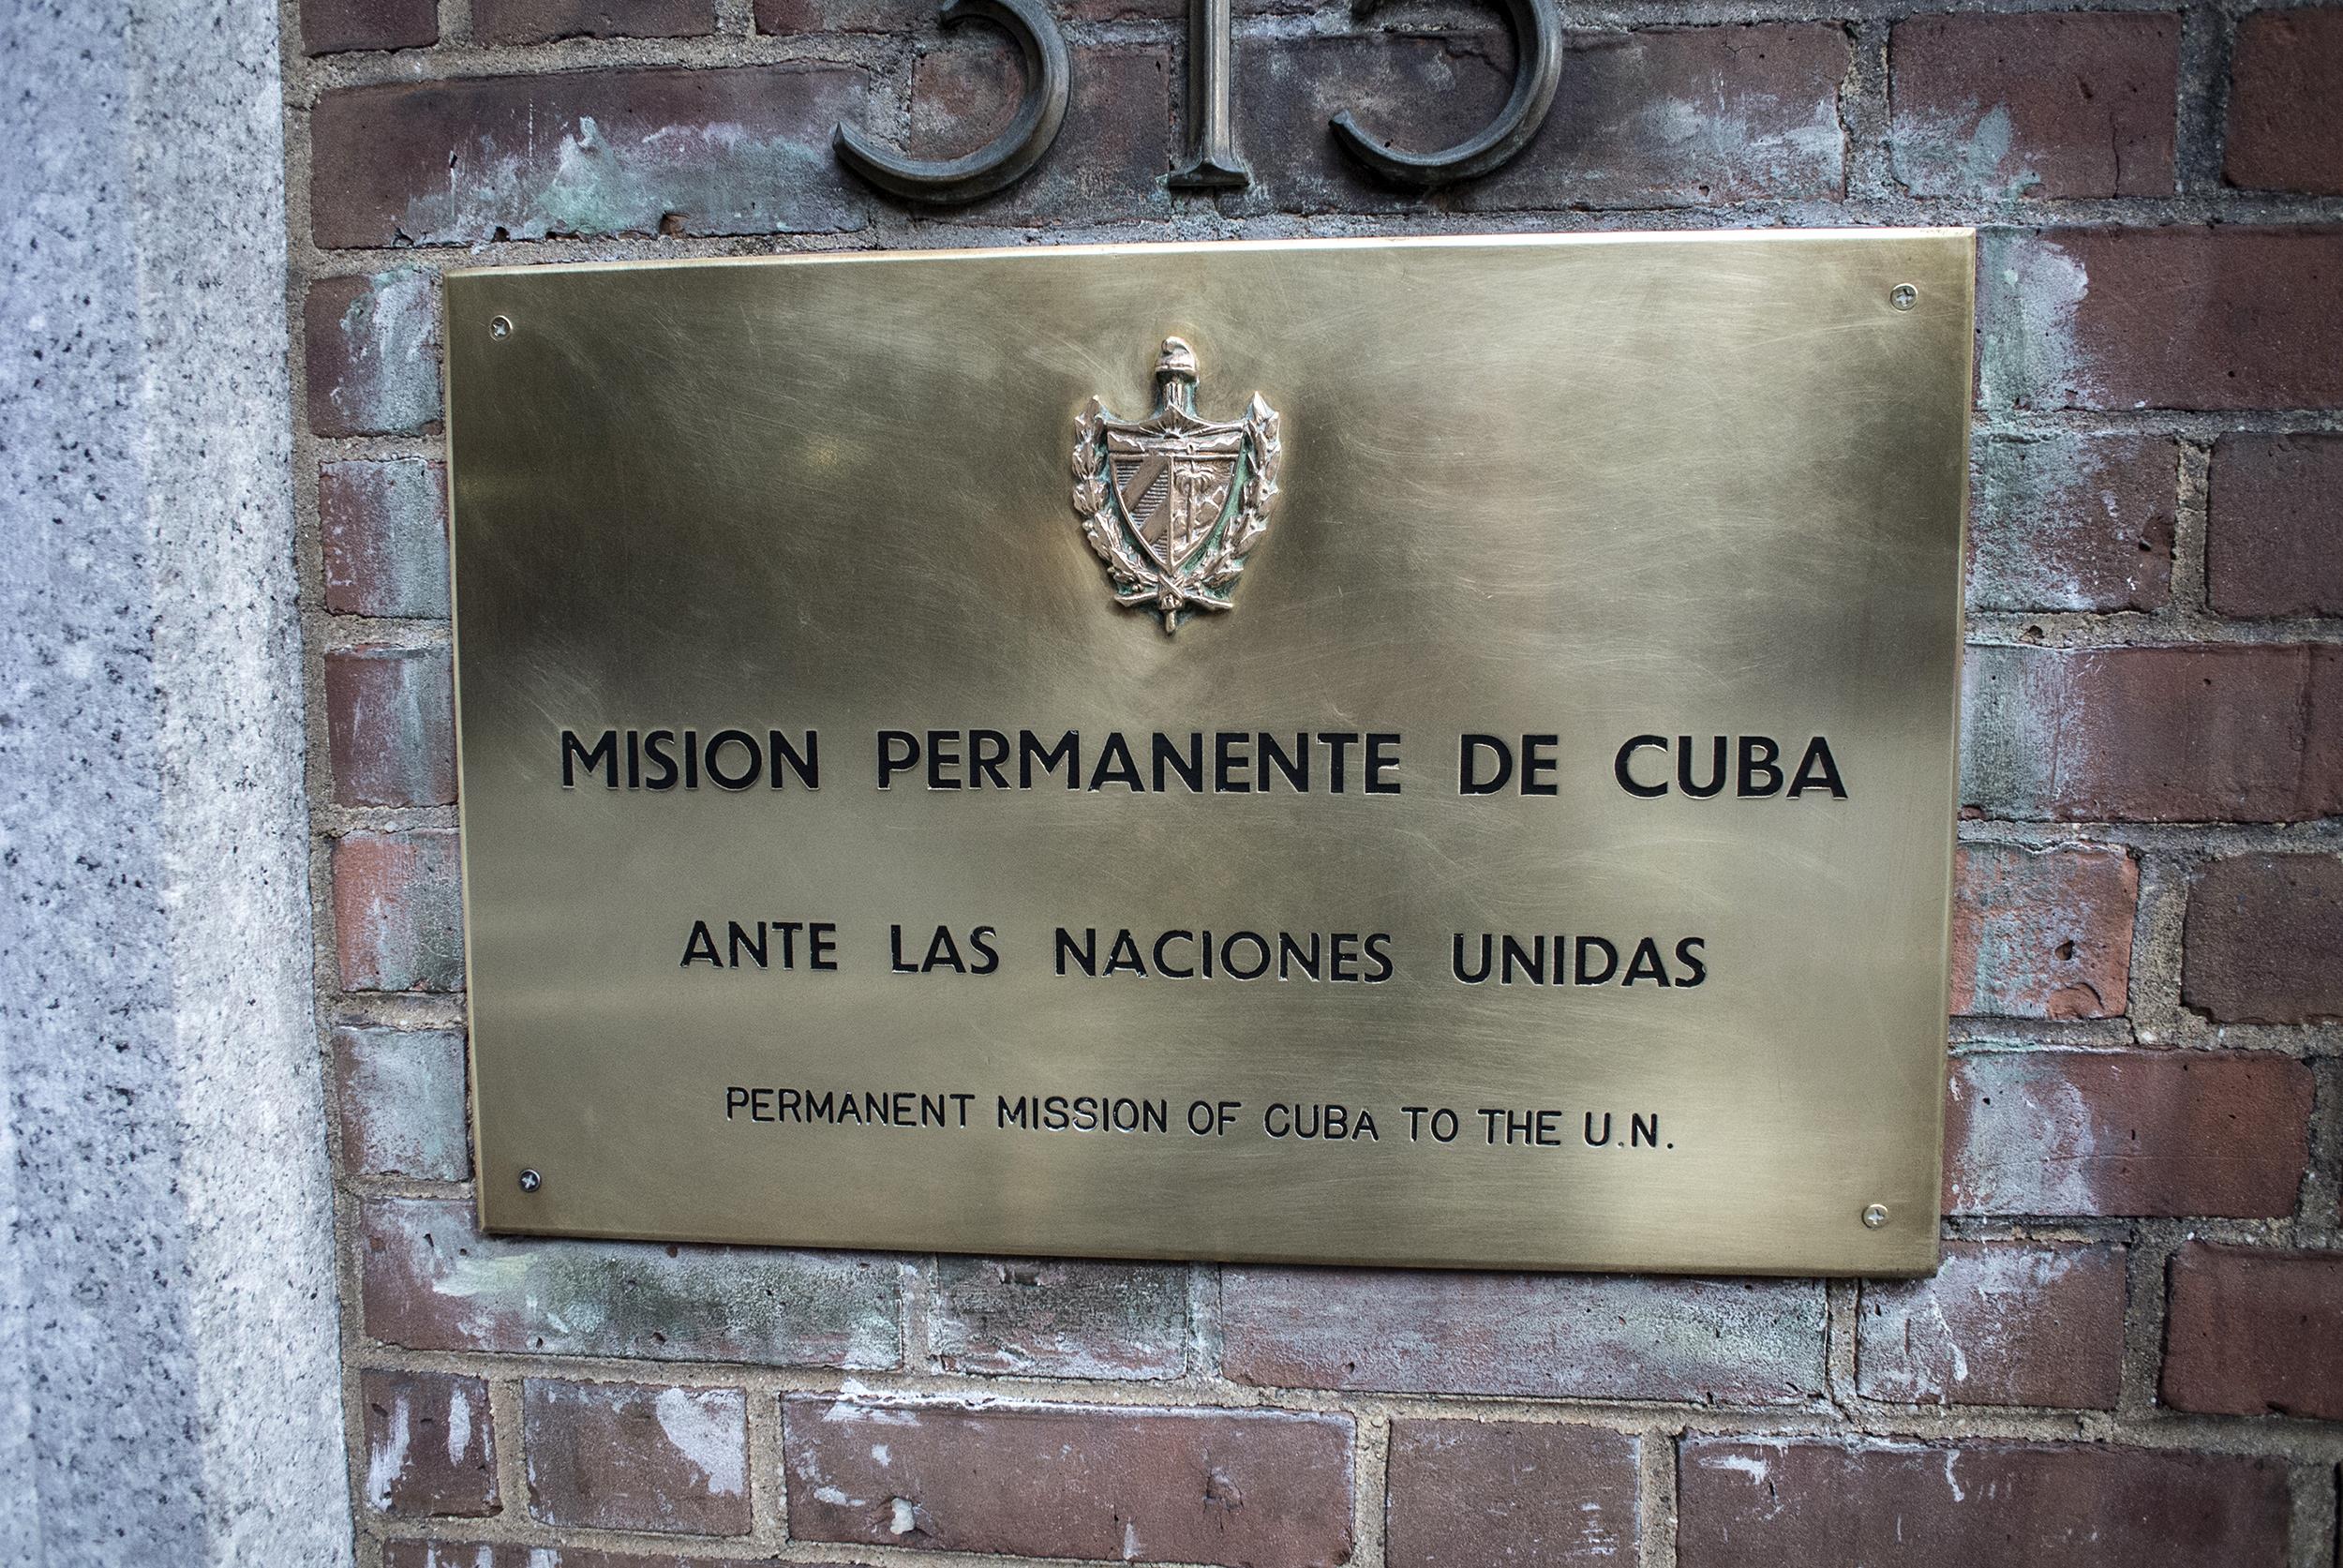 315
MISION PERMANENTE DE CUBA
ANTE LAS NACIONES UNIDAS
PERMANENT MISSION OF CUBA TO THE U.N.